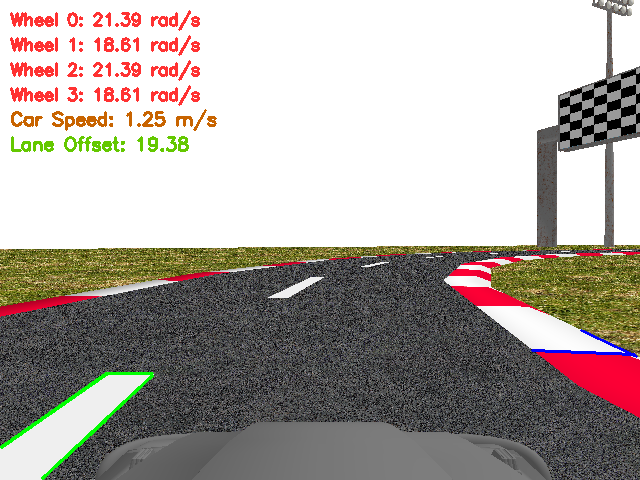 Wheel 0: 21.39 rad/s
Wheel 1: 18.61 rad/s
Wheel 2: 21.39 rad/s
Wheel 3: 18.61 rad/s
Car Speed: 1.25 m/s
Lane Offset: 19.38